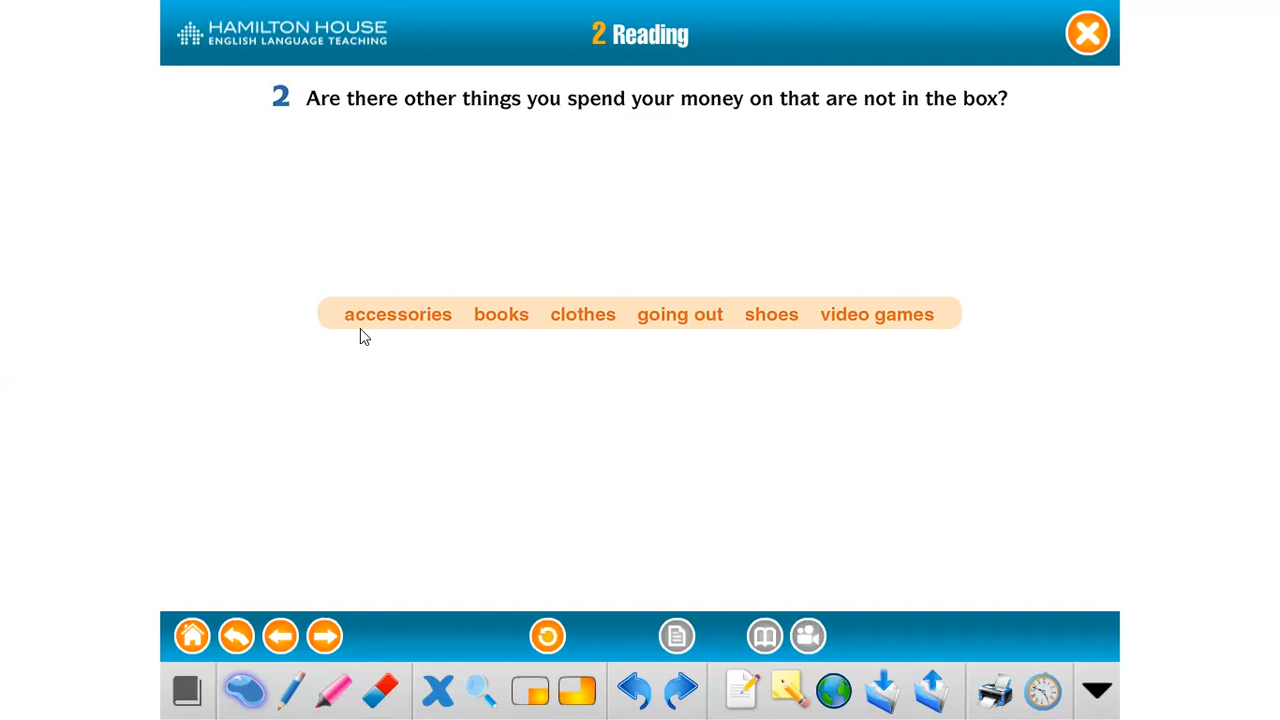 HAMILTON HOUSE
ENGLISH LANGUAGE TEACHING
2 Reading
2 Are there other things you spend your money on that are not in the box?
accessories books clothes going out shoes video games